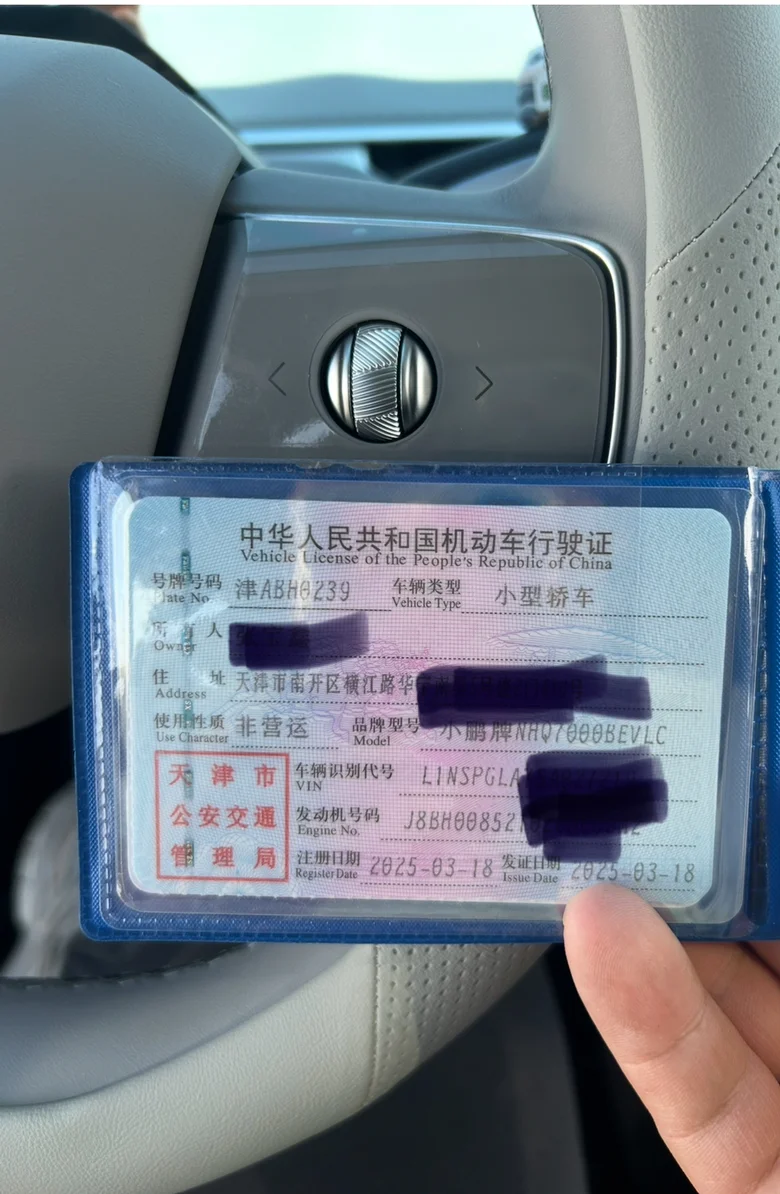 中华人民共和国机动车行驶证
Vehicle License of the People's Republic of China
号牌号码 津ABH0239 车辆类型 小型轿车
Plate No. Vehicle Type
所有人
Owner
住址 天津市南开区横江路华
Address
使用性质 非营运 品牌型号 小鹏牌NHQ7000BEVLC
Use Character Model
天津市 车辆识别代号 L1NSPGLA
VIN
公安交通 发动机号码 J8BH00852
Engine No.
管理局 注册日期 2025-03-18 发证日期 2025-03-18
Register Date Issue Date